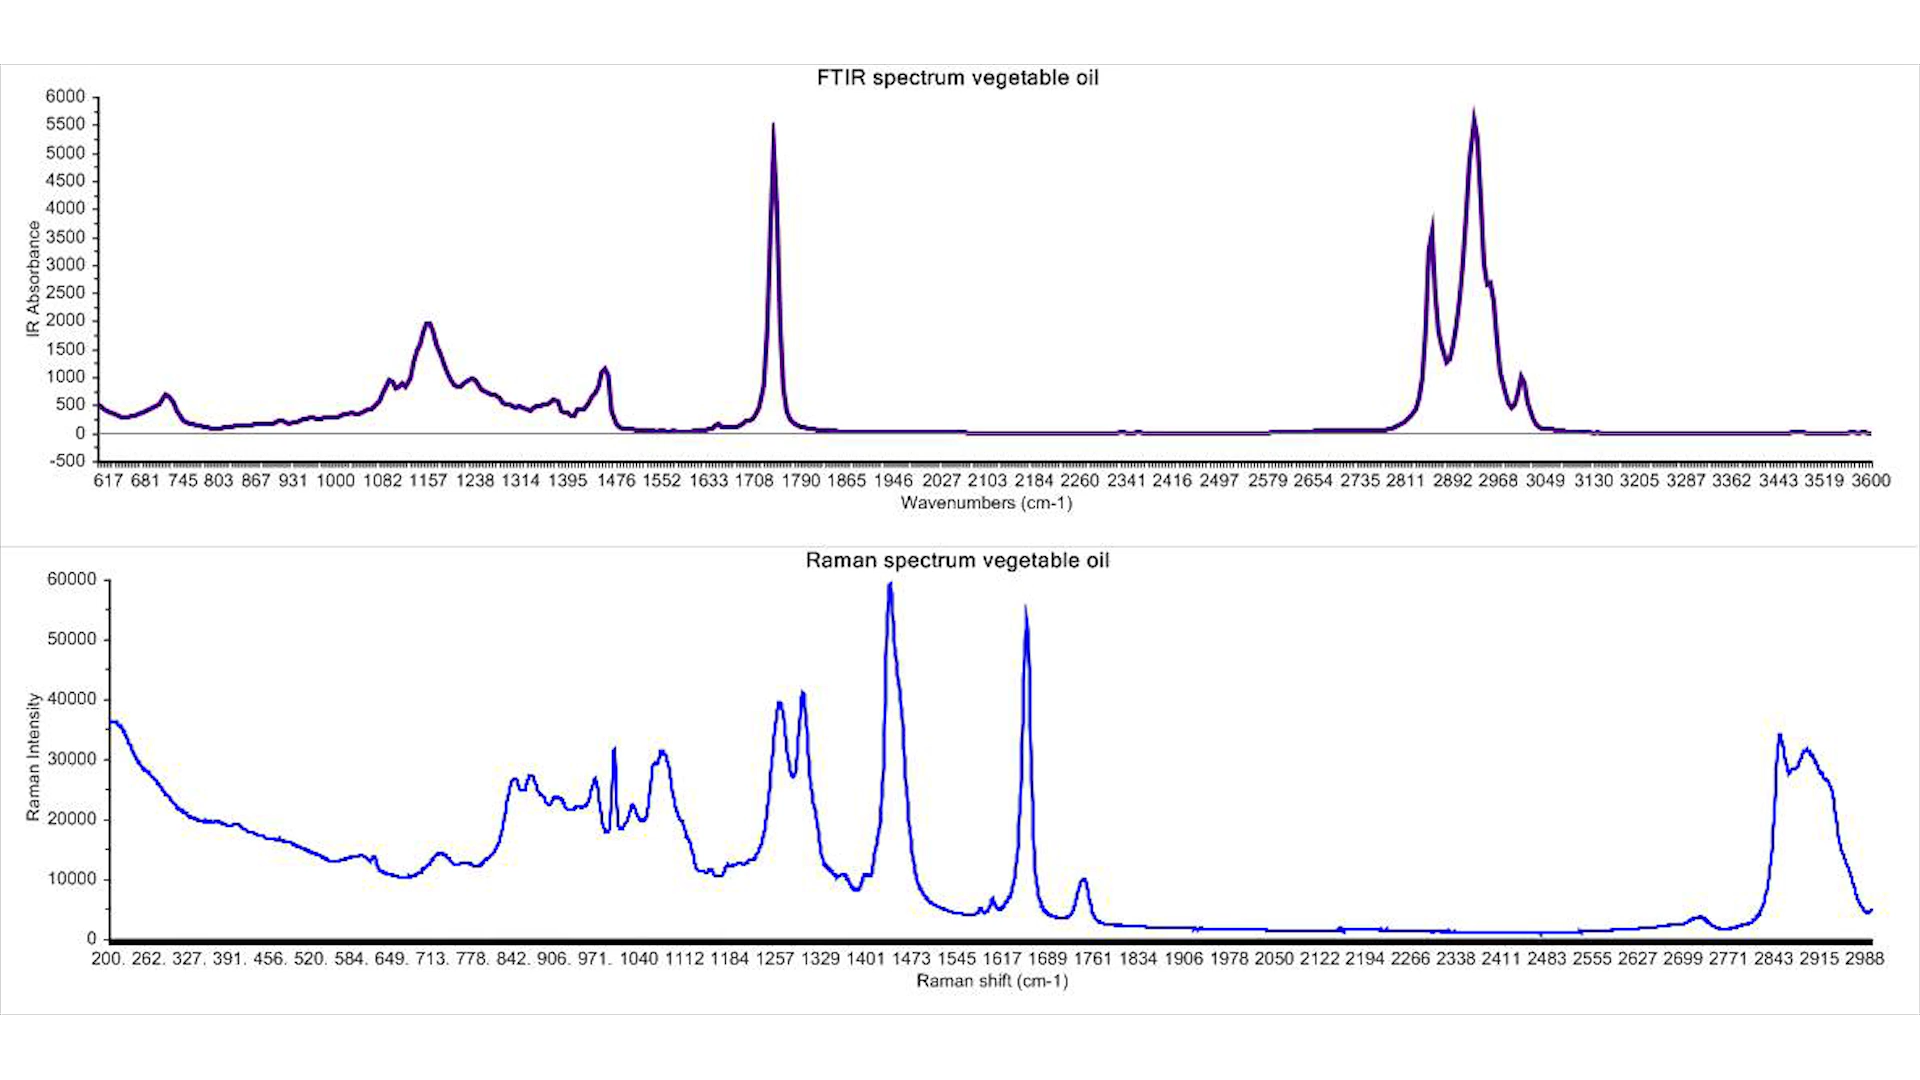 FTIR spectrum vegetable oil
6000
5500
5000
4500
4000
3500
3000
2500
2000
1500
1000
500
0
-500
IR Absorbance
617 681 745 803 867 931 1000 1082 1157 1238 1314 1395 1476 1552 1633 1708 1790 1865 1946 2027 2103 2184 2260 2341 2416 2497 2579 2654 2735 2811 2892 2968 3049 3130 3205 3287 3362 3443 3519 3600
Wavenumbers (cm-1)
Raman spectrum vegetable oil
60000
50000
40000
30000
20000
10000
0
Raman Intensity
200. 262. 327. 391. 456. 520. 584. 649. 713. 778. 842. 906. 971. 1040 1112 1184 1257 1329 1401 1473 1545 1617 1689 1761 1834 1906 1978 2050 2122 2194 2266 2338 2411 2483 2555 2627 2699 2771 2843 2915 2988
Raman shift (cm-1)